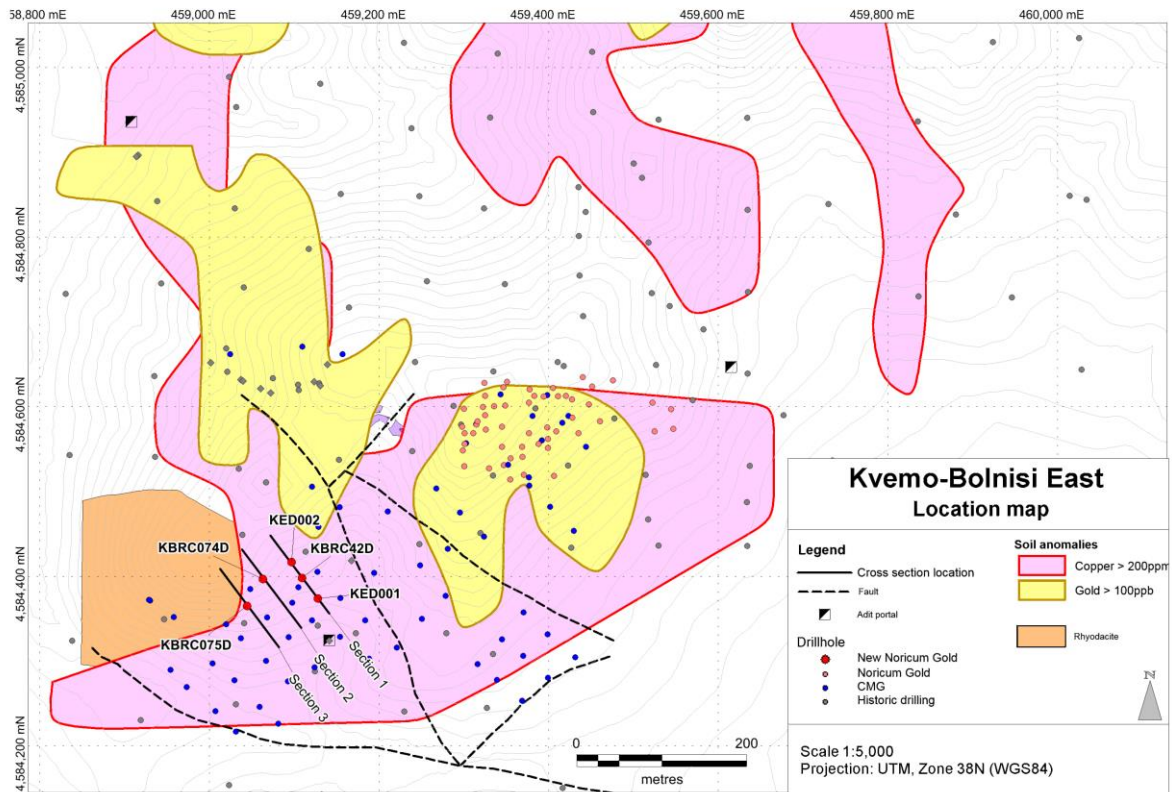 38,800 mE 459,000 mE 459,200 mE 459,400 mE 459,600 mE 459,800 mE 460,000 mE
4,585,000 mN
4,584,800 mN
4,584,600 mN
4,584,400 mN
4,584,200 mN
KED002
KBRC074D
KBRC42D
KED001
KBRC075D
Section 1
Section 2
Section 3
0 200
metres
Kvemo-Bolnisi East
Location map
Legend
Cross section location
Fault
Adit portal
Drillhole
New Noricum Gold
Noricum Gold
CMG
Historic drilling
Soil anomalies
Copper > 200ppm
Gold > 100ppb
Rhyodacite
N
Scale 1:5,000
Projection: UTM, Zone 38N (WGS84)